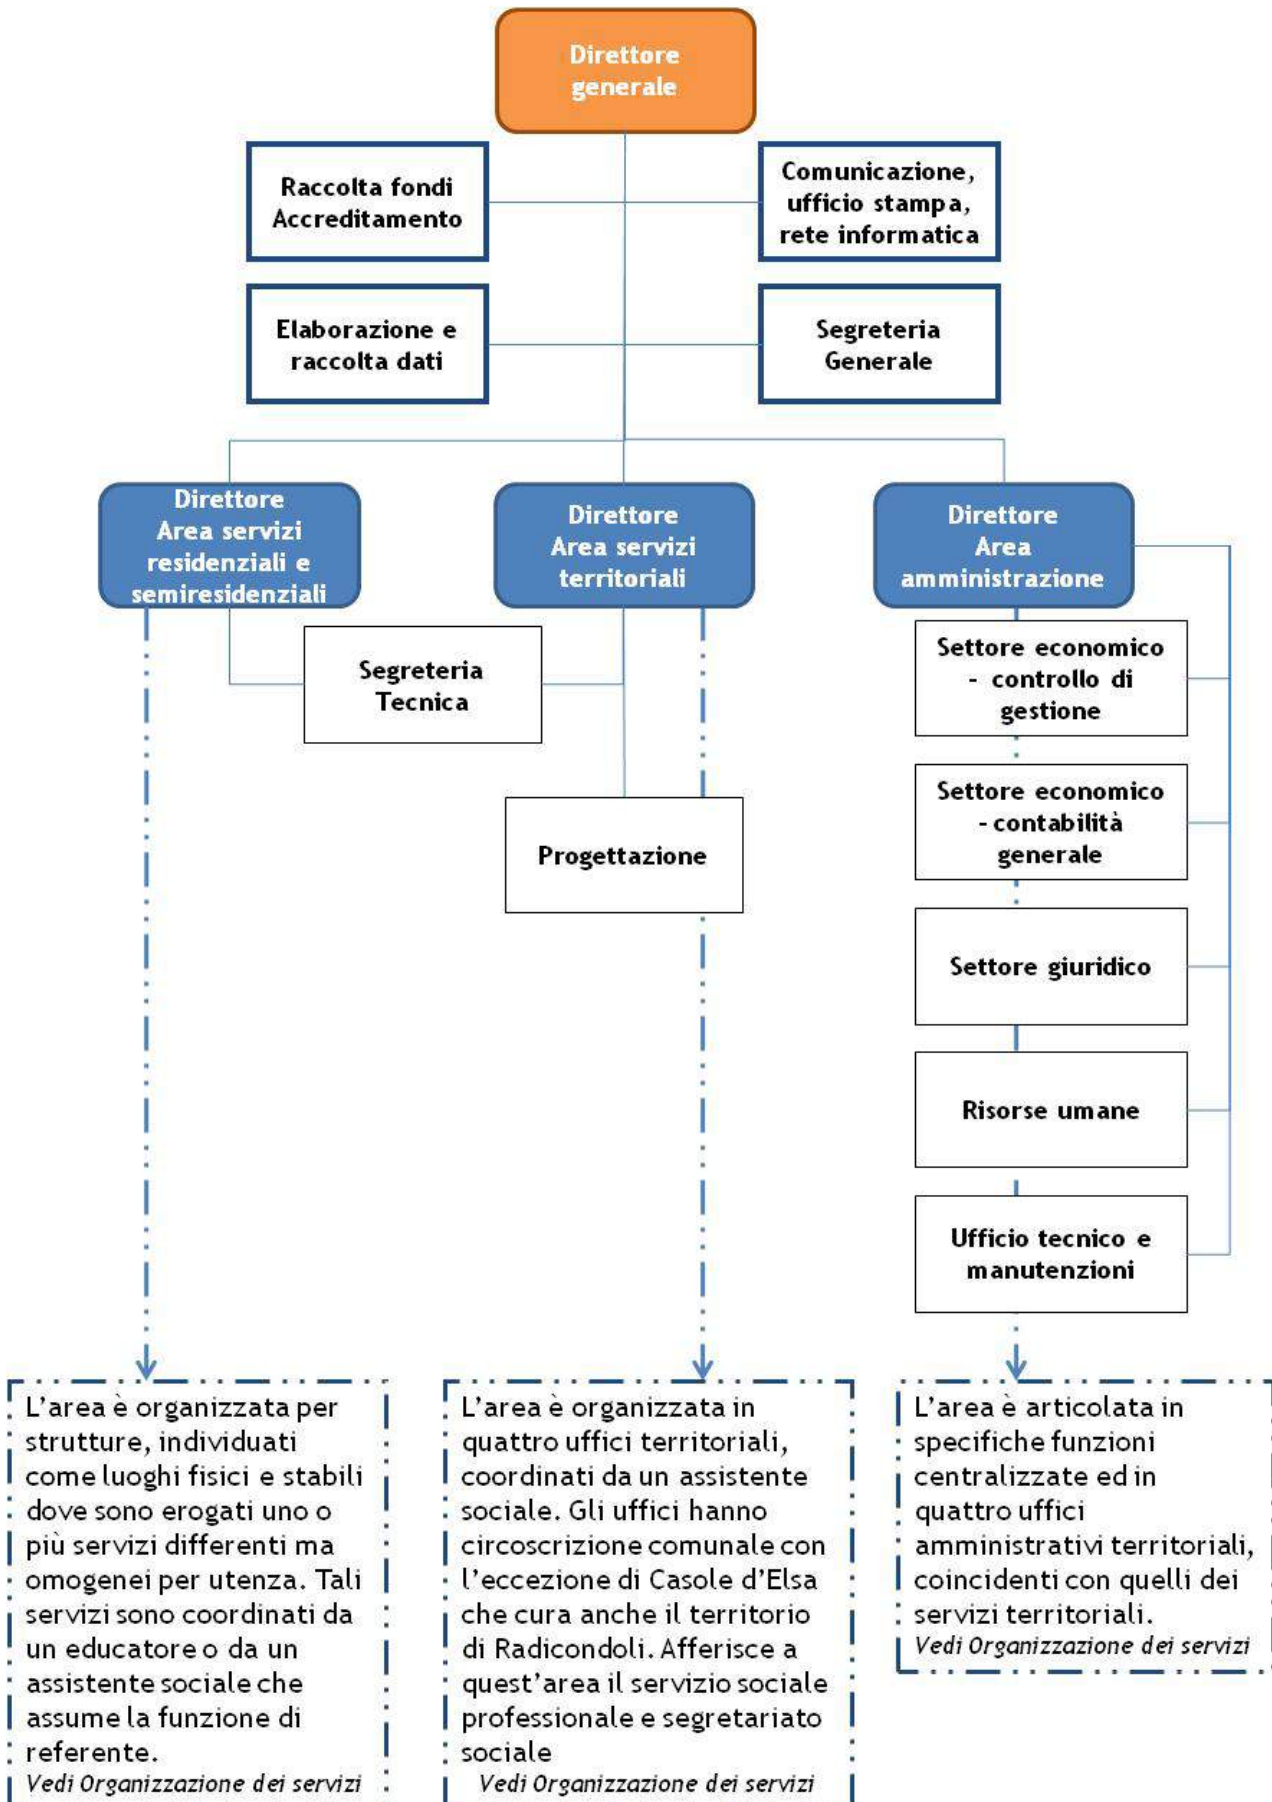 Direttore
generale
Raccolta fondi
Accreditamento
Comunicazione,
ufficio stampa,
rete informatica
Elaborazione e
raccolta dati
Segreteria
Generale
Direttore
Area servizi
residenziali e
semiresidenziali
Direttore
Area servizi
territoriali
Direttore
Area
amministrazione
Segreteria
Tecnica
Progettazione
Settore economico
- controllo di
gestione
Settore economico
- contabilità
generale
Settore giuridico
Risorse umane
Ufficio tecnico e
manutenzioni
L'area è organizzata per
strutture, individuati
come luoghi fisici e stabili
dove sono erogati uno o
più servizi differenti ma
omogenei per utenza. Tali
servizi sono coordinati da
un educatore o da un
assistente sociale che
assume la funzione di
referente.
Vedi Organizzazione dei servizi
L'area è organizzata in
quattro uffici territoriali,
coordinati da un assistente
sociale. Gli uffici hanno
circoscrizione comunale con
l'eccezione di Casole d'Elsa
che cura anche il territorio
di Radicondoli. Afferisce a
quest'area il servizio sociale
professionale e segretariato
sociale
Vedi Organizzazione dei servizi
L'area è articolata in
specifiche funzioni
centralizzate ed in
quattro uffici
amministrativi territoriali,
coincidenti con quelli dei
servizi territoriali.
Vedi Organizzazione dei servizi